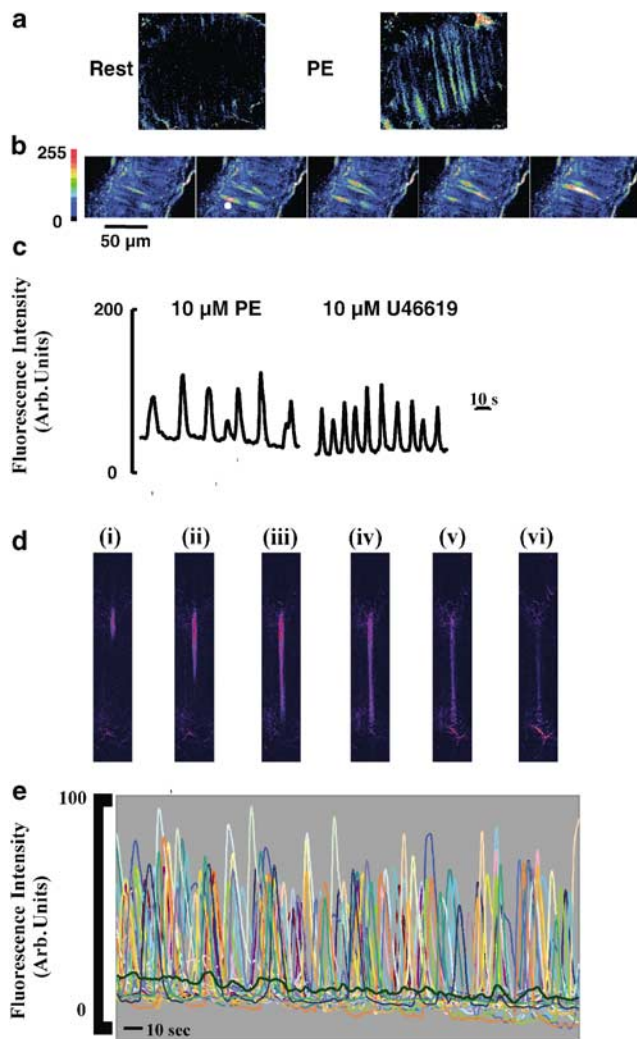 a
Rest
PE
b
255
0
50 µm
c
200
10 µM PE
10 µM U46619
10 s
Fluorescence Intensity
(Arb.Units)
0
d
(i) (ii) (iii) (iv) (v) (vi)
e
100
Fluorescence Intensity
(Arb.Units)
0
10 sec